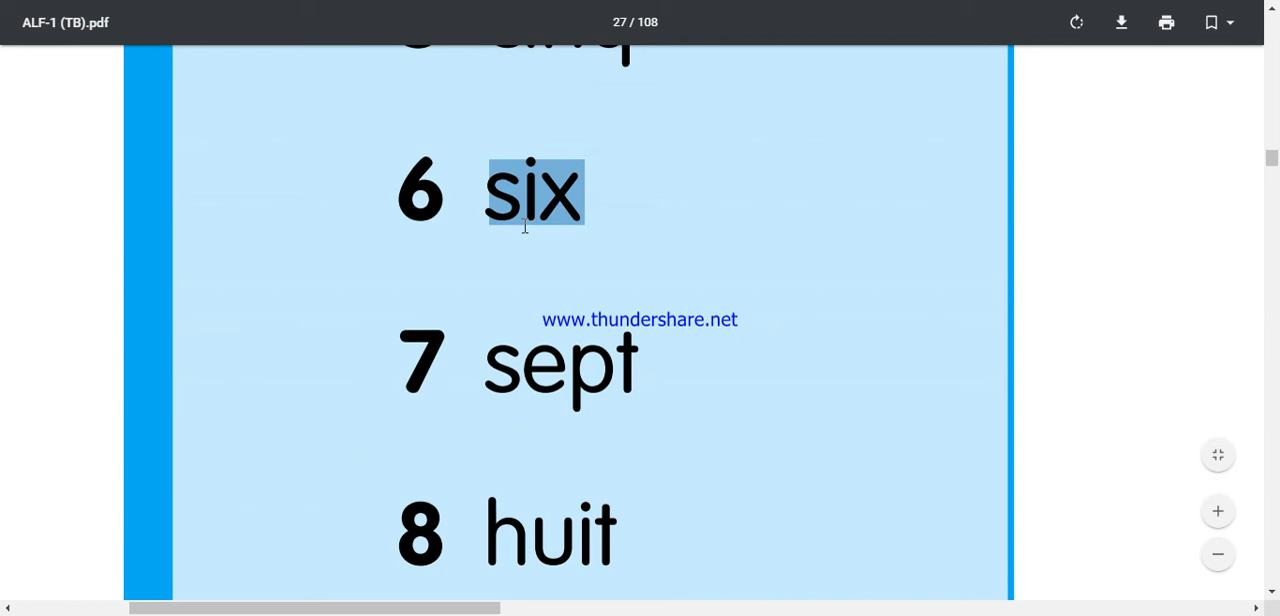 ALF-1 (TB).pdf
27 / 108
6 six
www.thundershare.net
7 sept
8 huit